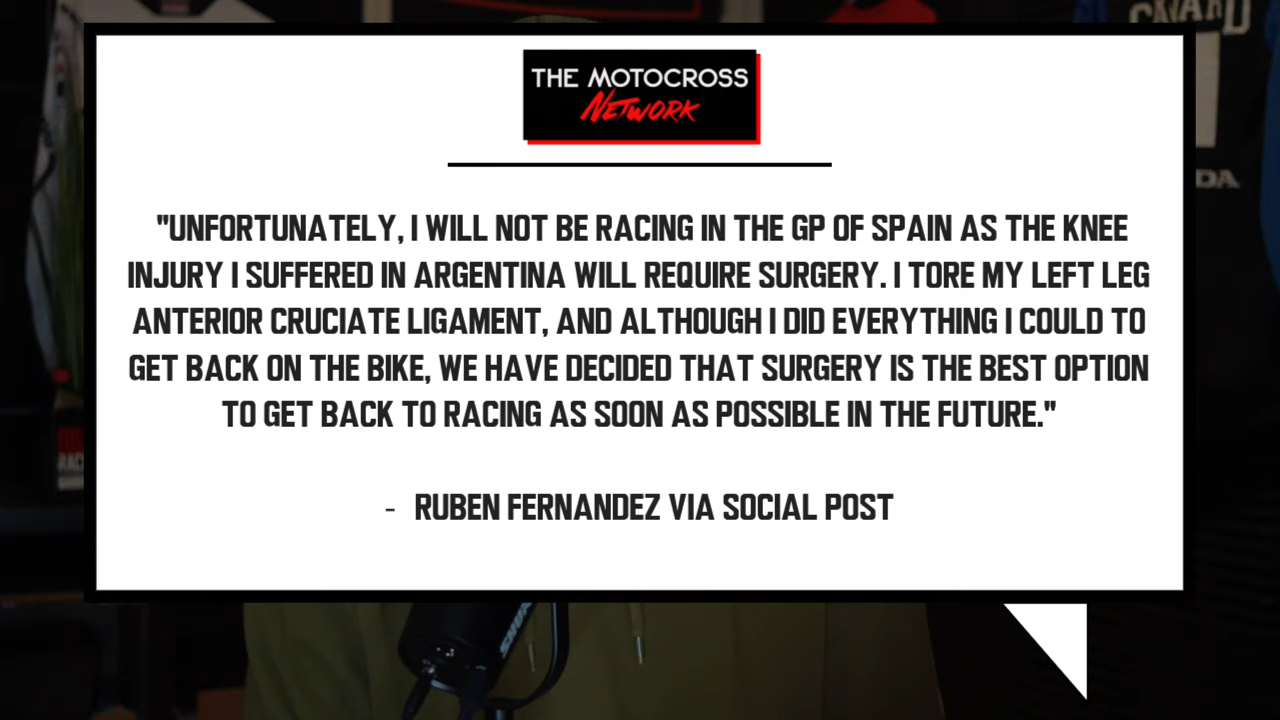 GNARD
THE MOTOCROSS
NETWORK
"UNFORTUNATELY, I WILL NOT BE RACING IN THE GP OF SPAIN AS THE KNEE
INJURY I SUFFERED IN ARGENTINA WILL REQUIRE SURGERY. I TORE MY LEFT LEG
ANTERIOR CRUCIATE LIGAMENT, AND ALTHOUGH I DID EVERYTHING I COULD TO
GET BACK ON THE BIKE, WE HAVE DECIDED THAT SURGERY IS THE BEST OPTION
TO GET BACK TO RACING AS SOON AS POSSIBLE IN THE FUTURE."
- RUBEN FERNANDEZ VIA SOCIAL POST
SHUR